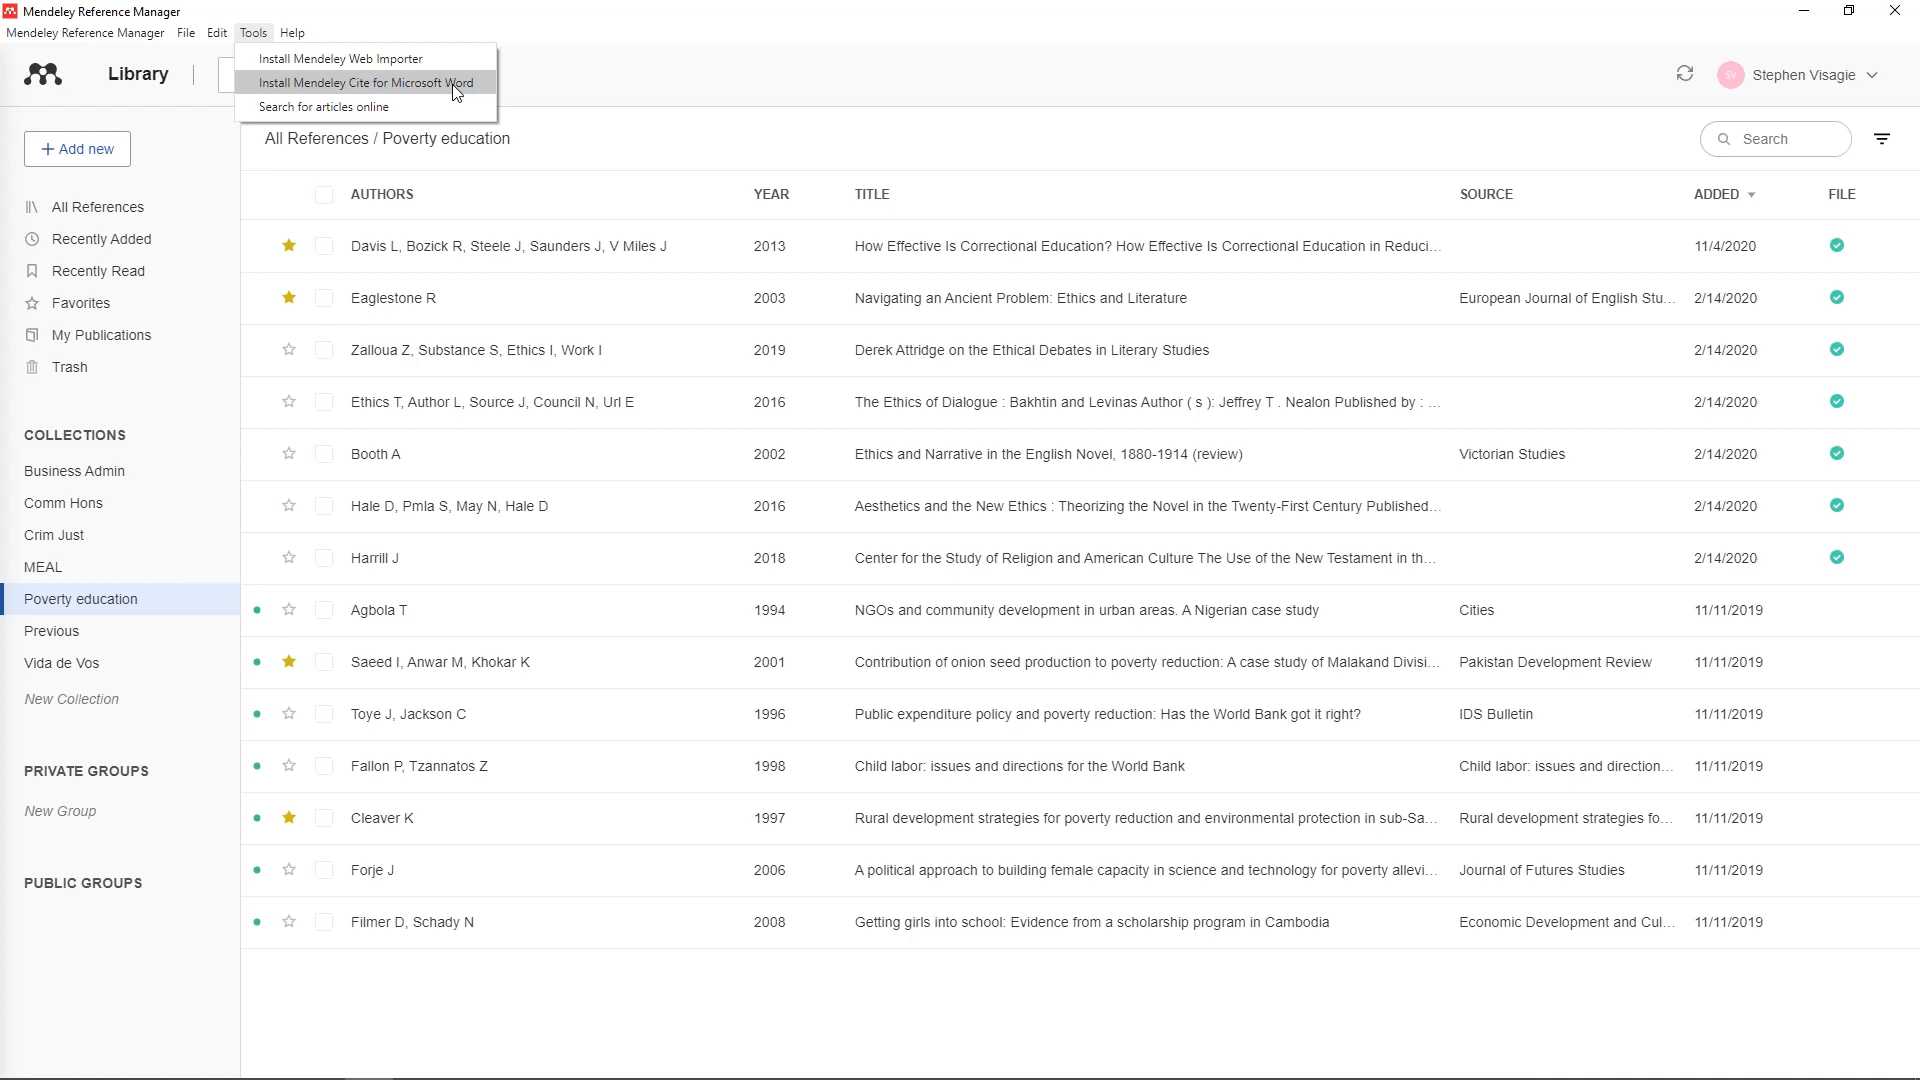 Mendeley Reference Manager
Mendeley Reference Manager File Edit Tools Help
Install Mendeley Web Importer
Install Mendeley Cite for Microsoft Word
Search for articles online
Library
SV Stephen Visagie
+ Add new
All References
Recently Added
Recently Read
Favorites
My Publications
Trash
COLLECTIONS
Business Admin
Comm Hons
Crim Just
MEAL
Poverty education
Previous
Vida de Vos
New Collection
PRIVATE GROUPS
New Group
PUBLIC GROUPS
All References / Poverty education
Search
AUTHORS YEAR TITLE SOURCE ADDED FILE
Davis L, Bozick R, Steele J, Saunders J, V Miles J 2013 How Effective Is Correctional Education? How Effective Is Correctional Education in Reduci... 11/4/2020
Eaglestone R 2003 Navigating an Ancient Problem: Ethics and Literature European Journal of English Stu... 2/14/2020
Zalloua Z, Substance S, Ethics I, Work I 2019 Derek Attridge on the Ethical Debates in Literary Studies 2/14/2020
Ethics T, Author L, Source J, Council N, Url E 2016 The Ethics of Dialogue : Bakhtin and Levinas Author ( s ): Jeffrey T . Nealon Published by : ... 2/14/2020
Booth A 2002 Ethics and Narrative in the English Novel, 1880-1914 (review) Victorian Studies 2/14/2020
Hale D, Pmla S, May N, Hale D 2016 Aesthetics and the New Ethics : Theorizing the Novel in the Twenty-First Century Published... 2/14/2020
Harrill J 2018 Center for the Study of Religion and American Culture The Use of the New Testament in th... 2/14/2020
Agbola T 1994 NGOs and community development in urban areas. A Nigerian case study Cities 11/11/2019
Saeed I, Anwar M, Khokar K 2001 Contribution of onion seed production to poverty reduction: A case study of Malakand Divisi... Pakistan Development Review 11/11/2019
Toye J, Jackson C 1996 Public expenditure policy and poverty reduction: Has the World Bank got it right? IDS Bulletin 11/11/2019
Fallon P, Tzannatos Z 1998 Child labor: issues and directions for the World Bank Child labor: issues and direction... 11/11/2019
Cleaver K 1997 Rural development strategies for poverty reduction and environmental protection in sub-Sa... Rural development strategies fo... 11/11/2019
Forje J 2006 A political approach to building female capacity in science and technology for poverty allevi... Journal of Futures Studies 11/11/2019
Filmer D, Schady N 2008 Getting girls into school: Evidence from a scholarship program in Cambodia Economic Development and Cul... 11/11/2019